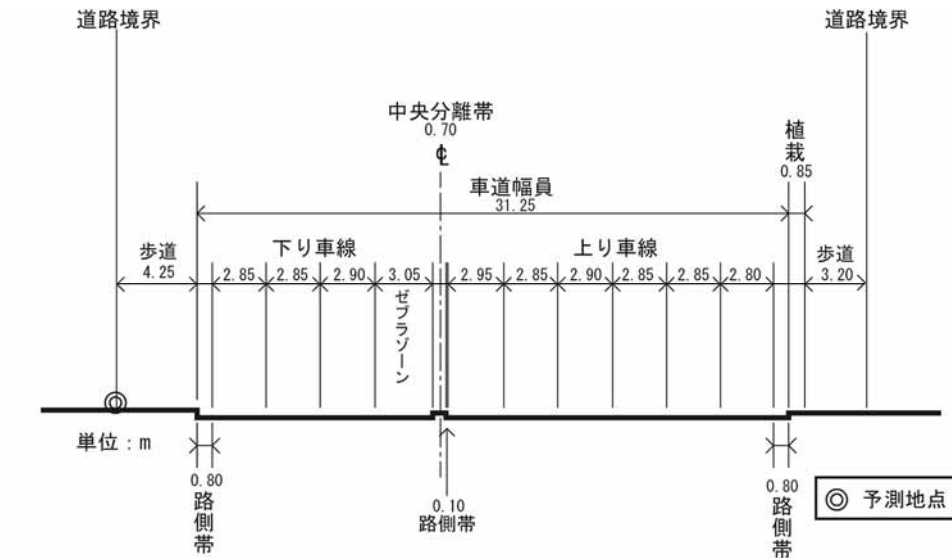 道路境界
道路境界
中央分離帯
0.70
℄
植栽
0.85
車道幅員
31.25
歩道
4.25
下り車線
上り車線
歩道
3.20
2.85
2.85
2.90
3.05
2.95
2.85
2.90
2.85
2.85
2.80
ゼブラゾーン
単位：m
0.80
路側帯
0.10
路側帯
0.80
路側帯
◎ 予測地点